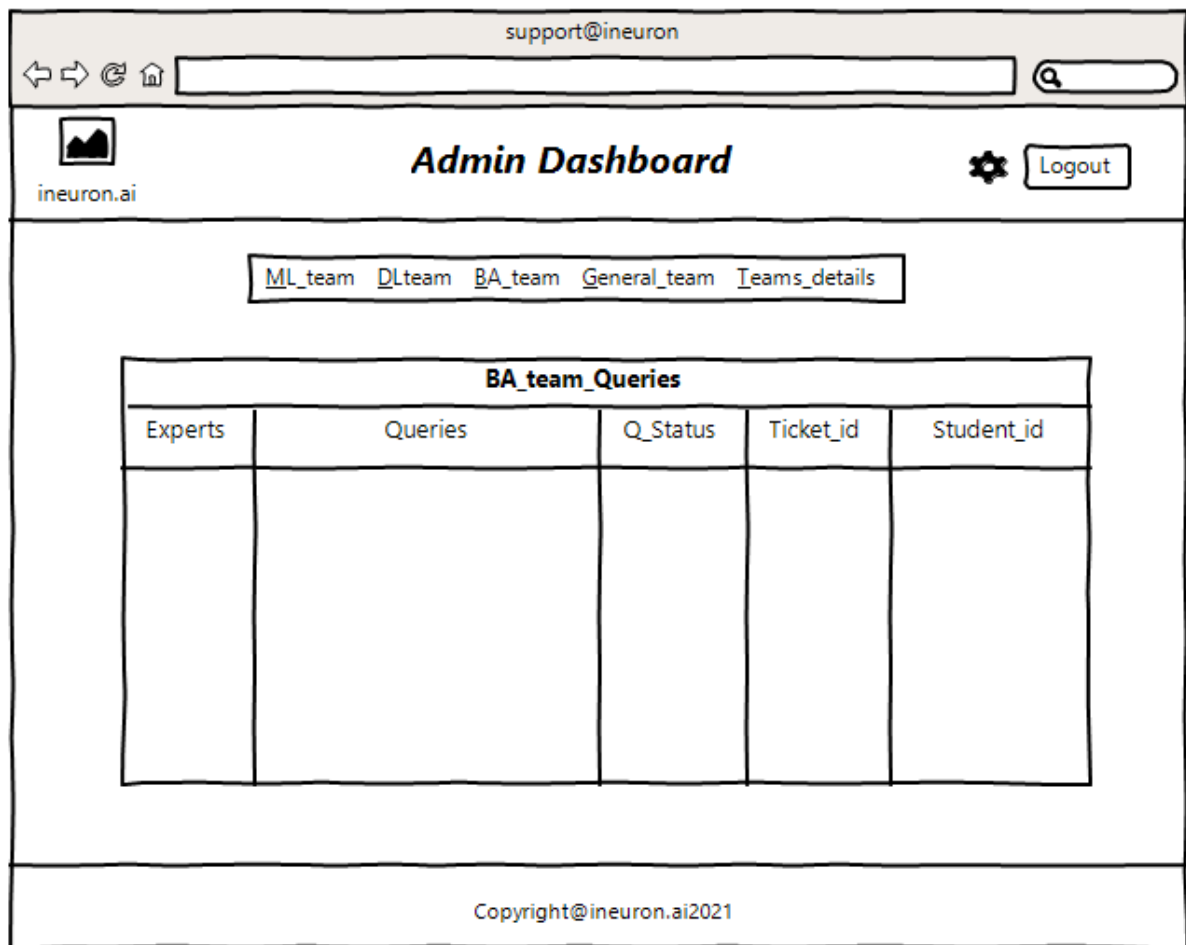 support@ineuron
Admin Dashboard
Logout
ineuron.ai
ML_team DLteam BA_team General_team Teams_details
BA_team_Queries
Experts Queries Q_Status Ticket_id Student_id
Copyright@ineuron.ai2021